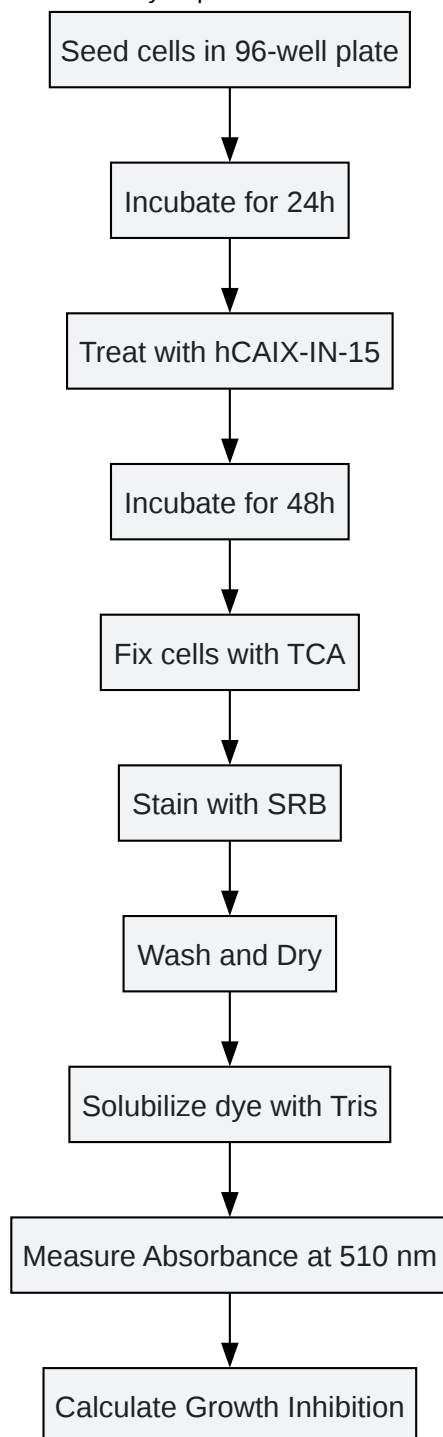 Seed cells in 96-well plate
Incubate for 24h
Treat with hCAIX-IN-15
Incubate for 48h
Fix cells with TCA
Stain with SRB
Wash and Dry
Solubilize dye with Tris
Measure Absorbance at 510 nm
Calculate Growth Inhibition